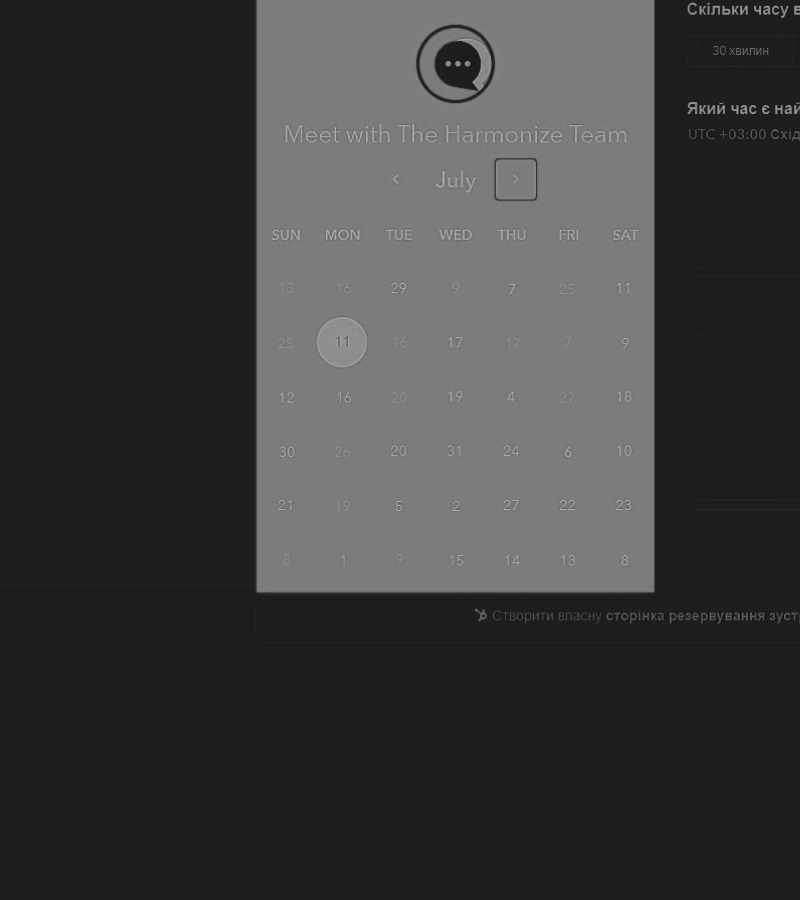 Скільки часу в
30 хвилин
Який час є най
UTC +03:00 Схід
Meet with The Harmonize Team
July
SUN MON TUE WED THU FRI SAT
13 16 29 9 7 25 11
25 11 16 17 17 7 9
12 16 20 19 4 27 18
30 26 20 31 24 6 10
21 19 5 2 27 22 23
8 1 9 15 14 13 8
Створити власну сторінка резервування зустр